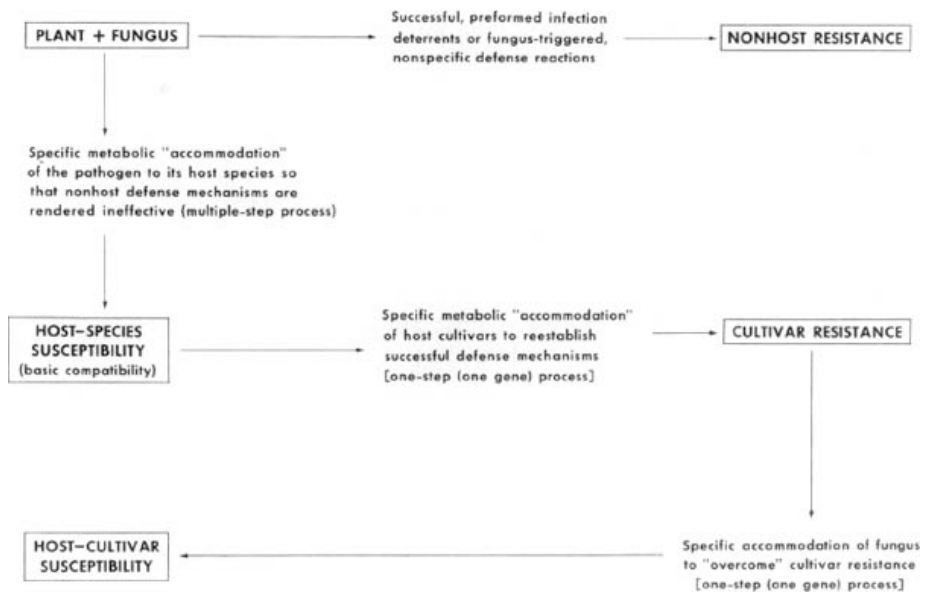 PLANT + FUNGUS
Successful, preformed infection
deterrents or fungus-triggered,
nonspecific defense reactions
NONHOST RESISTANCE
Specific metabolic "accommodation"
of the pathogen to its host species so
that nonhost defense mechanisms are
rendered ineffective (multiple-step process)
HOST–SPECIES
SUSCEPTIBILITY
(basic compatibility)
Specific metabolic "accommodation"
of host cultivars to reestablish
successful defense mechanisms
[one-step (one gene) process]
CULTIVAR RESISTANCE
Specific accommodation of fungus
to "overcome" cultivar resistance
[one-step (one gene) process]
HOST–CULTIVAR
SUSCEPTIBILITY